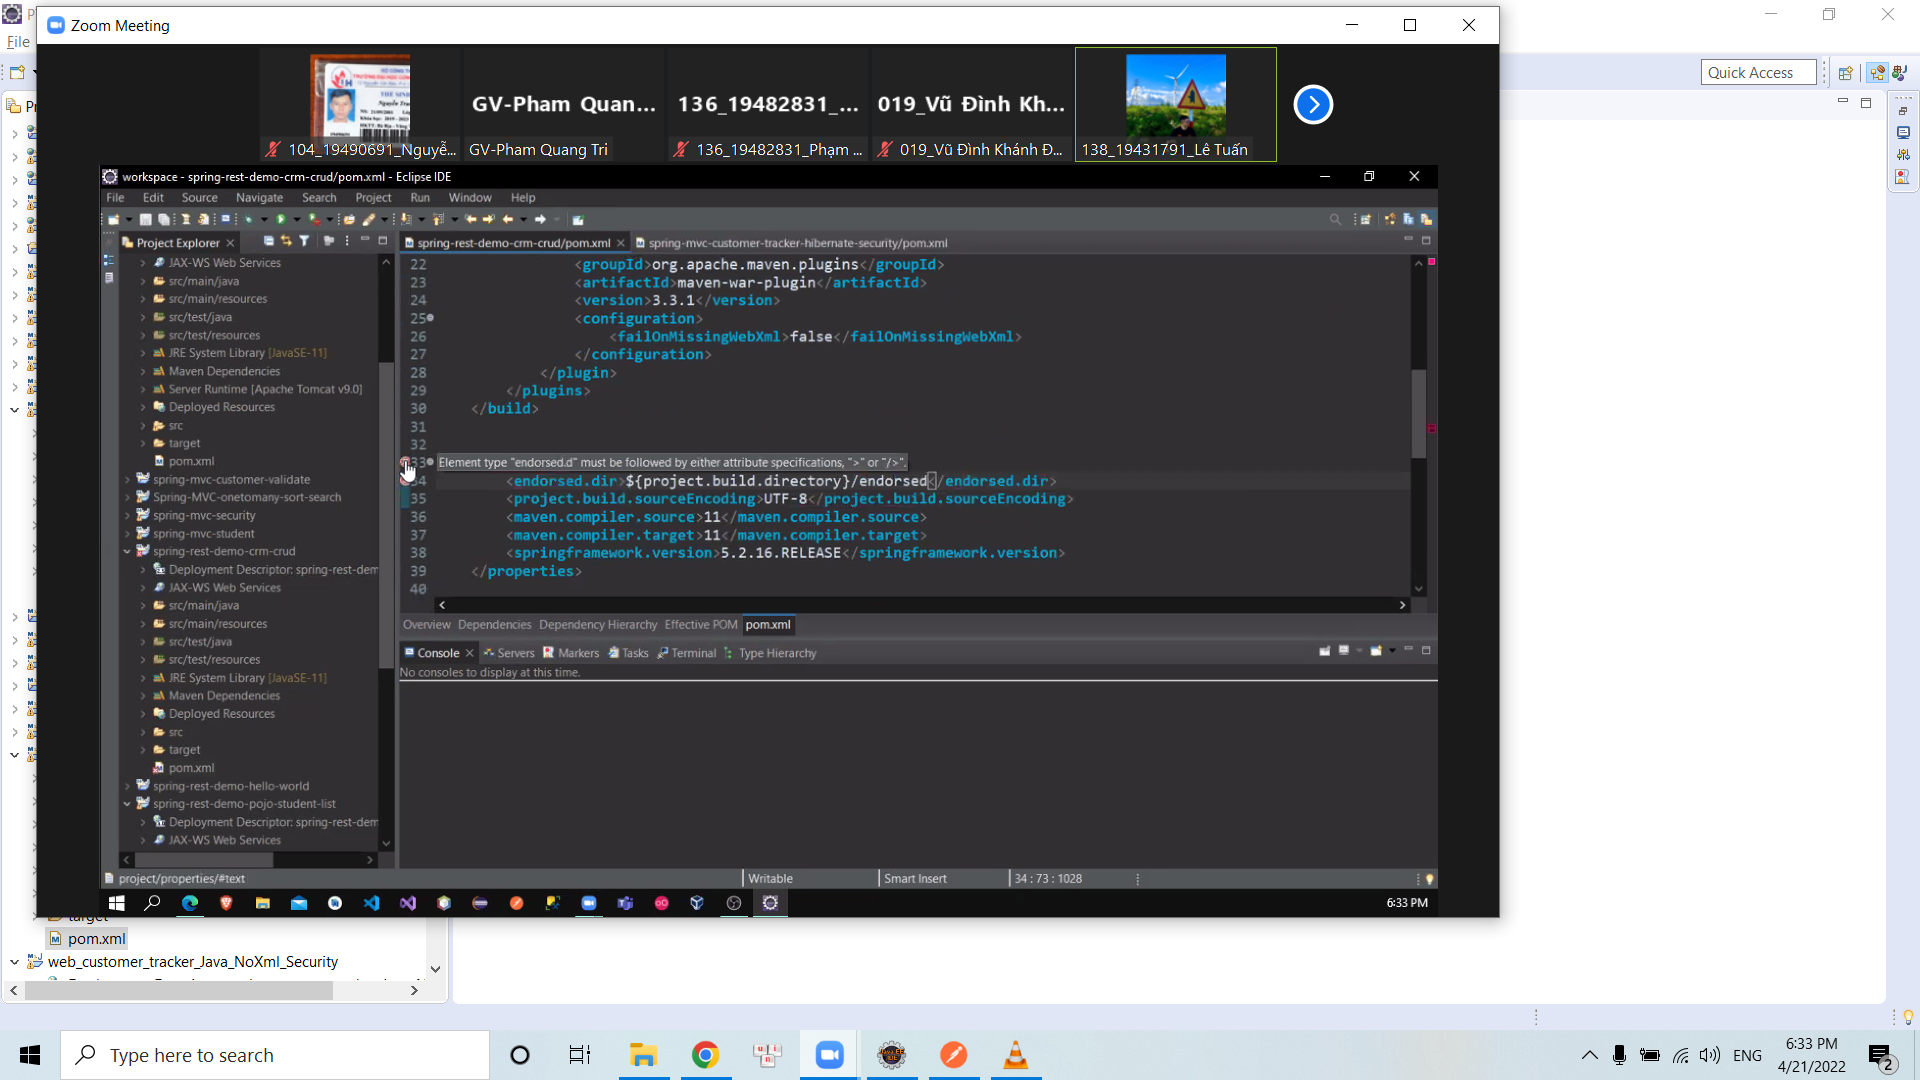 Zoom Meeting
File
Quick Access
GV-Pham Quan...
136_19482831_...
019_Vũ Đình Kh...
104_19490691_Nguyễ...
GV-Pham Quang Tri
136_19482831_Phạm ...
019_Vũ Đình Khánh Đ...
138_19431791_Lê Tuấn
workspace - spring-rest-demo-crm-crud/pom.xml - Eclipse IDE
File Edit Source Navigate Search Project Run Window Help
Project Explorer
spring-rest-demo-crm-crud/pom.xml
spring-mvc-customer-tracker-hibernate-security/pom.xml
JAX-WS Web Services
src/main/java
src/main/resources
src/test/java
src/test/resources
JRE System Library [JavaSE-11]
Maven Dependencies
Server Runtime [Apache Tomcat v9.0]
Deployed Resources
src
target
pom.xml
spring-mvc-customer-validate
Spring-MVC-onetomany-sort-search
spring-mvc-security
spring-mvc-student
spring-rest-demo-crm-crud
Deployment Descriptor: spring-rest-dem
JAX-WS Web Services
src/main/java
src/main/resources
src/test/java
src/test/resources
JRE System Library [JavaSE-11]
Maven Dependencies
Deployed Resources
src
target
pom.xml
spring-rest-demo-hello-world
spring-rest-demo-pojo-student-list
Deployment Descriptor: spring-rest-dem
JAX-WS Web Services
22 <groupId>org.apache.maven.plugins</groupId>
23 <artifactId>maven-war-plugin</artifactId>
24 <version>3.3.1</version>
25 <configuration>
26 <failOnMissingWebXml>false</failOnMissingWebXml>
27 </configuration>
28 </plugin>
29 </plugins>
30 </build>
31
32
33 Element type "endorsed.d" must be followed by either attribute specifications, ">" or "/>".
34 <endorsed.dir>${project.build.directory}/endorsed</endorsed.dir>
35 <project.build.sourceEncoding>UTF-8</project.build.sourceEncoding>
36 <maven.compiler.source>11</maven.compiler.source>
37 <maven.compiler.target>11</maven.compiler.target>
38 <springframework.version>5.2.16.RELEASE</springframework.version>
39 </properties>
40
Overview Dependencies Dependency Hierarchy Effective POM pom.xml
Console Servers Markers Tasks Terminal Type Hierarchy
No consoles to display at this time.
project/properties/#text
Writable
Smart Insert
34 : 73 : 1028
6:33 PM
target
pom.xml
web_customer_tracker_Java_NoXml_Security
Type here to search
ENG
6:33 PM
4/21/2022
2